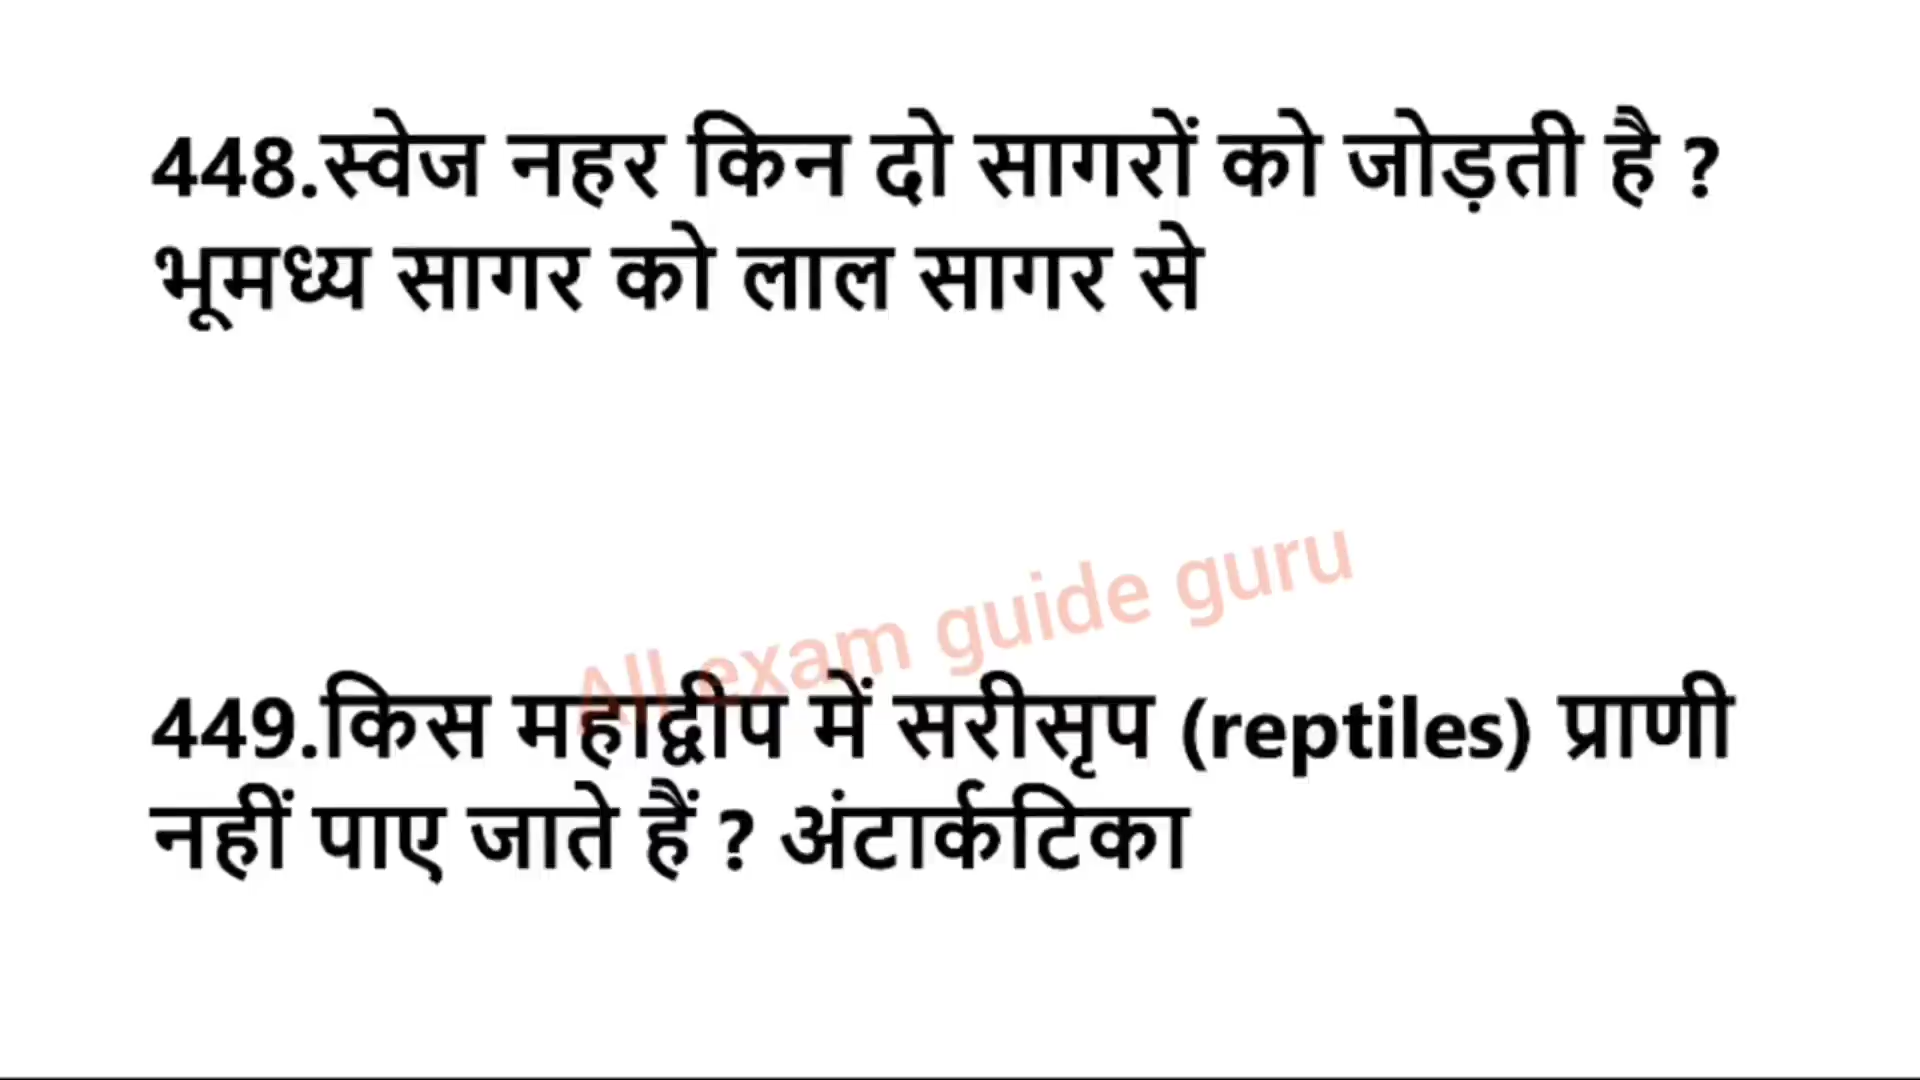 448.स्वेज नहर किन दो सागरों को जोड़ती है ?
भूमध्य सागर को लाल सागर से
All exam guide guru
449.किस महाद्वीप में सरीसृप (reptiles) प्राणी
नहीं पाए जाते हैं ? अंटार्कटिका